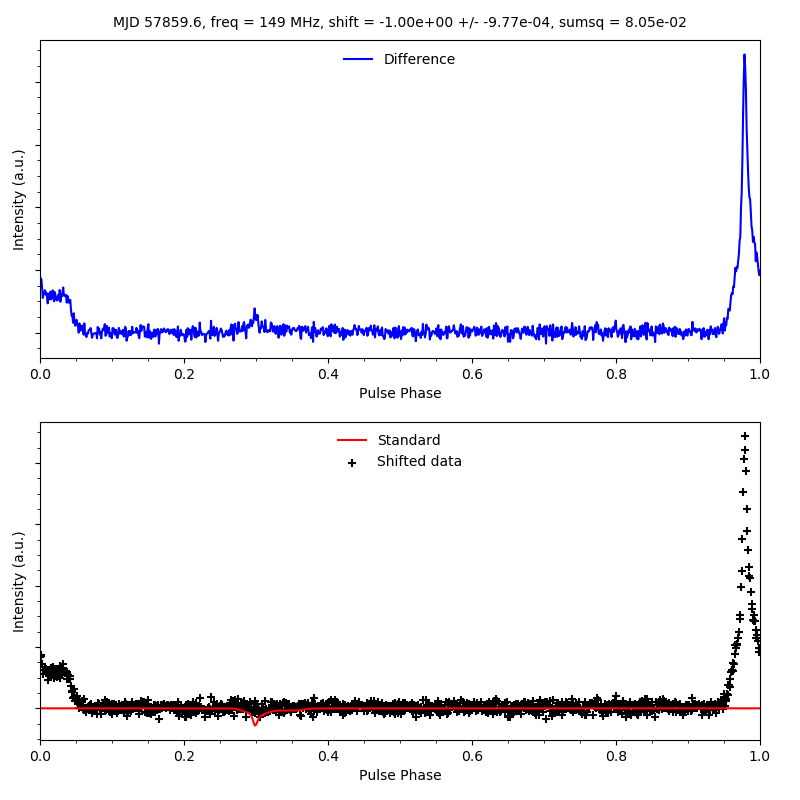 MJD 57859.6, freq = 149 MHz, shift = -1.00e+00 +/- -9.77e-04, sumsq = 8.05e-02
Difference
Intensity (a.u.)
0.0 0.2 0.4 0.6 0.8 1.0
Pulse Phase
Standard
Shifted data
Intensity (a.u.)
0.0 0.2 0.4 0.6 0.8 1.0
Pulse Phase